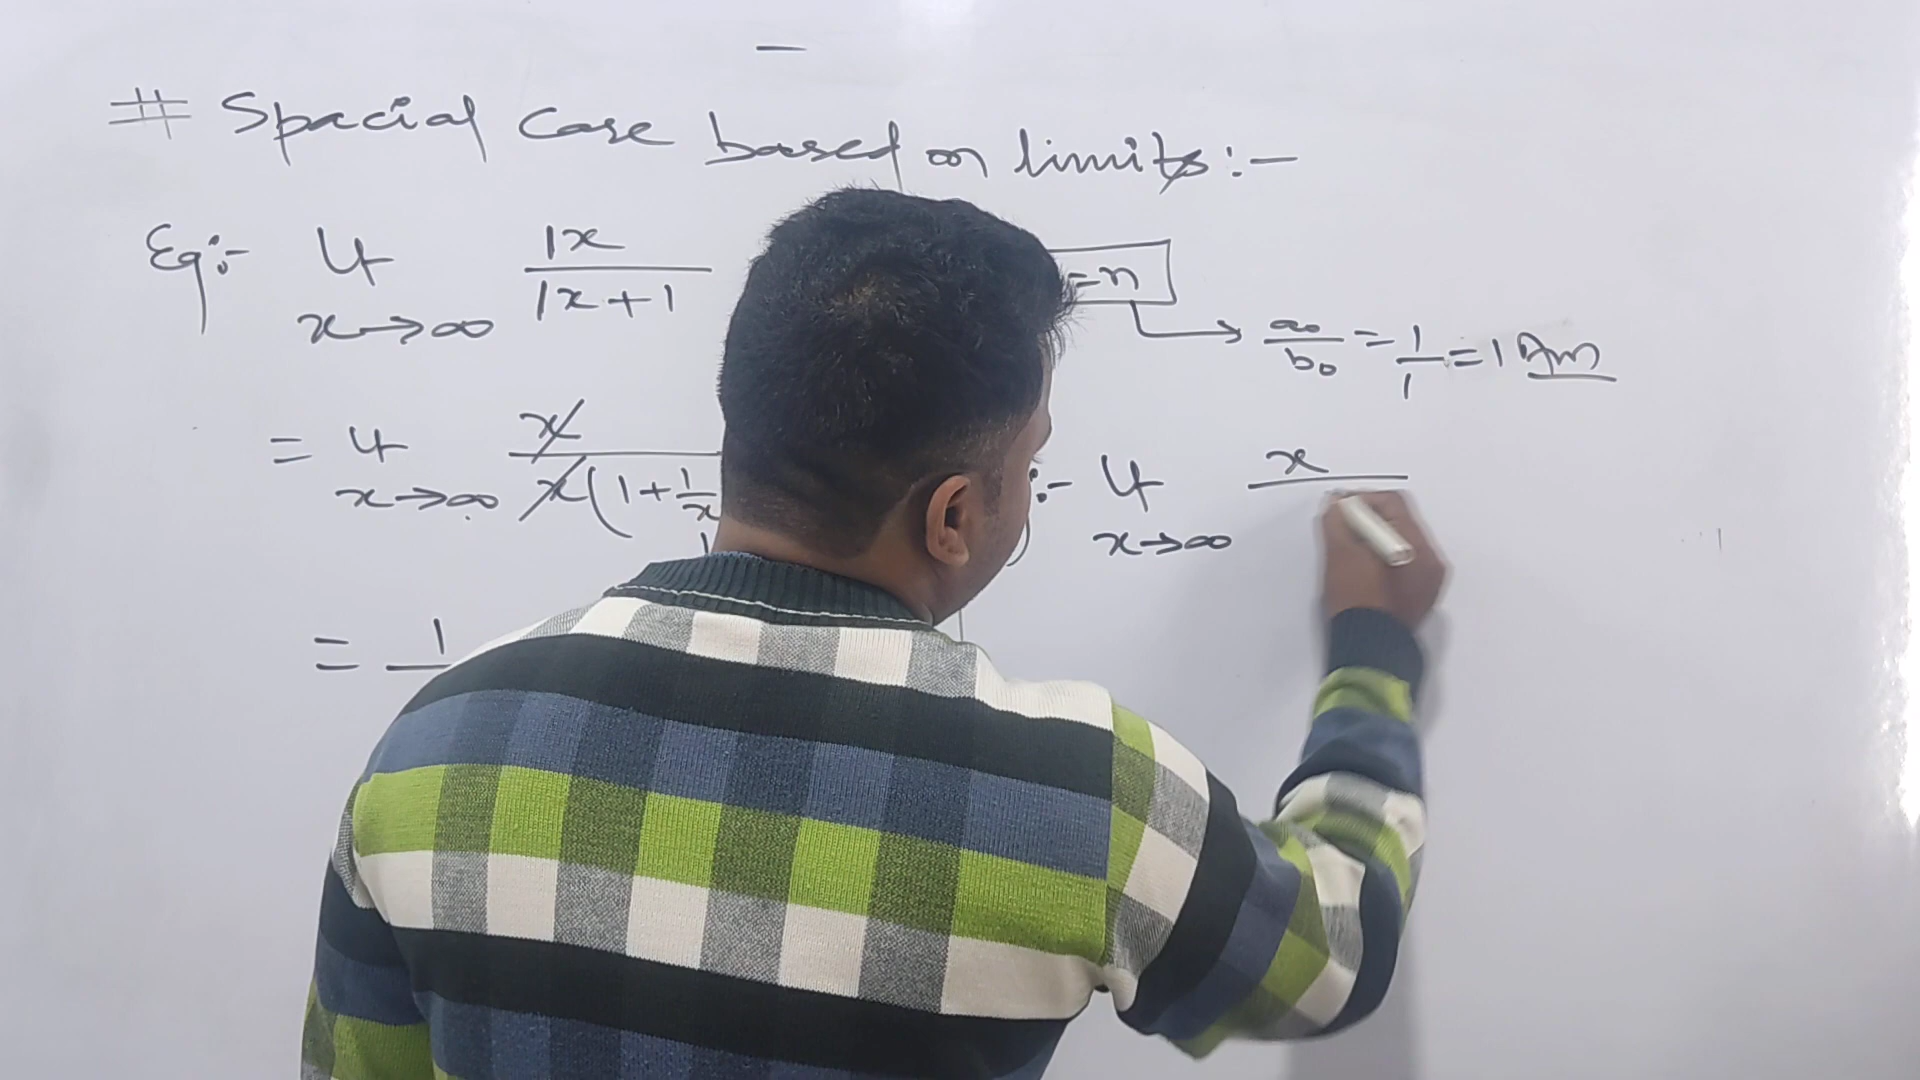 # Spacial Case based on limits:-
Eg:- Lt x→∞ 1x/1x+1
=n
→ a₀/b₀ = 1/1 = 1 Ans
= Lt x→∞ x/x(1+1/x
= 1
:- Lt x→∞ x